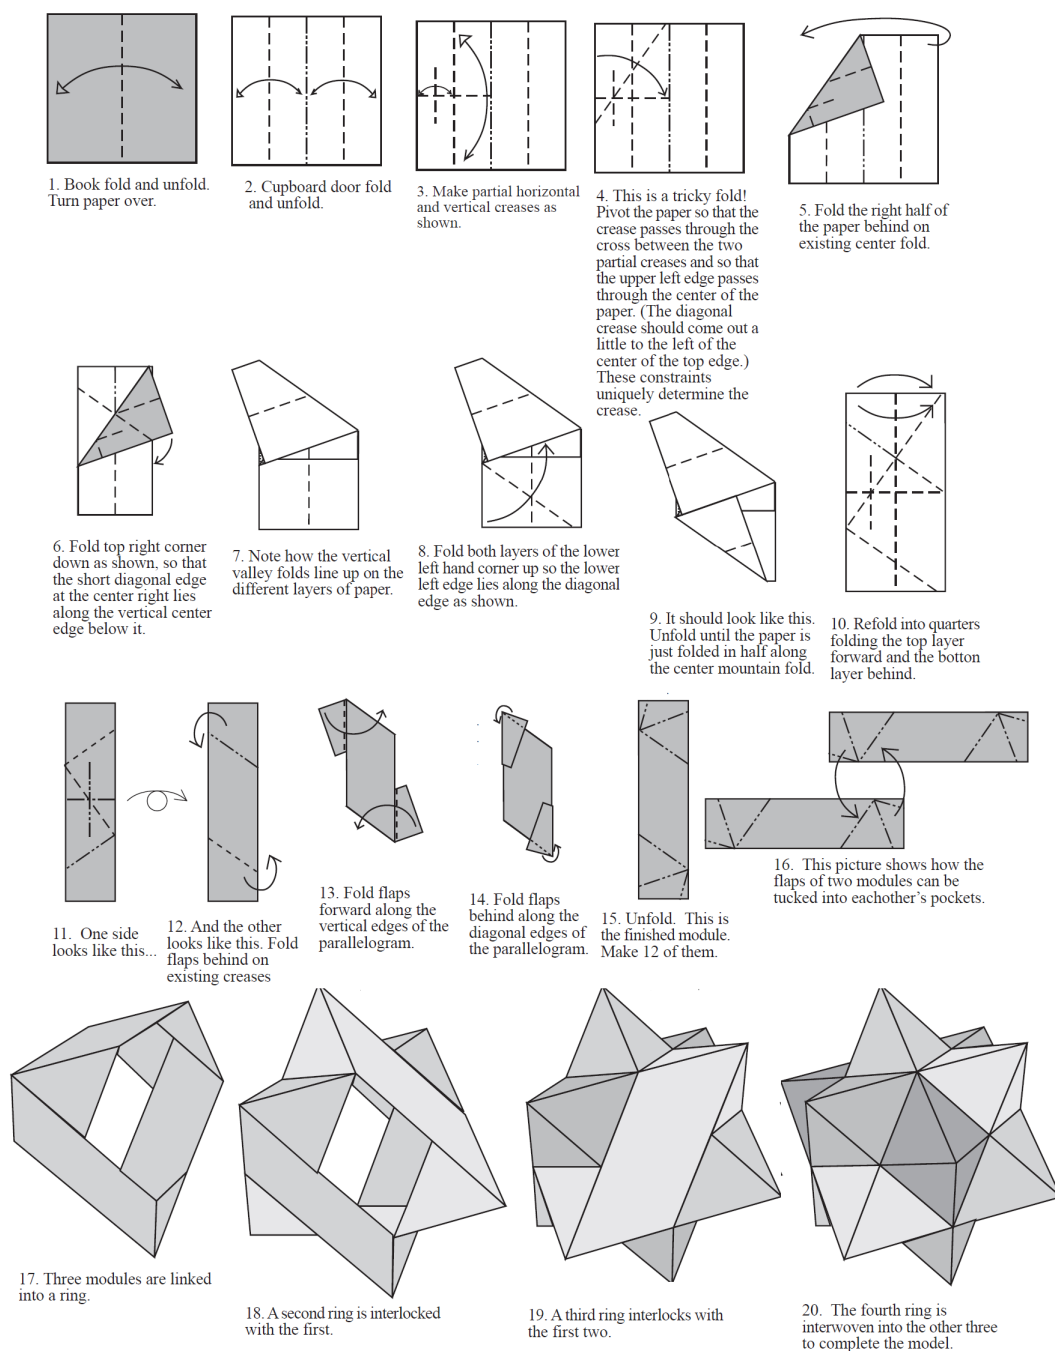 1. Book fold and unfold.
Turn paper over.
2. Cupboard door fold
and unfold.
3. Make partial horizontal
and vertical creases as
shown.
4. This is a tricky fold!
Pivot the paper so that the
crease passes through the
cross between the two
partial creases and so that
the upper left edge passes
through the center of the
paper. (The diagonal
crease should come out a
little to the left of the
center of the top edge.)
These constraints
uniquely determine the
crease.
5. Fold the right half of
the paper behind on
existing center fold.
6. Fold top right corner
down as shown, so that
the short diagonal edge
at the center right lies
along the vertical center
edge below it.
7. Note how the vertical
valley folds line up on the
different layers of paper.
8. Fold both layers of the lower
left hand corner up so the lower
left edge lies along the diagonal
edge as shown.
9. It should look like this.
Unfold until the paper is
just folded in half along
the center mountain fold.
10. Refold into quarters
folding the top layer
forward and the botton
layer behind.
11. One side
looks like this...
12. And the other
looks like this. Fold
flaps behind on
existing creases
13. Fold flaps
forward along the
vertical edges of the
parallelogram.
14. Fold flaps
behind along the
diagonal edges of
the parallelogram.
15. Unfold. This is
the finished module.
Make 12 of them.
16. This picture shows how the
flaps of two modules can be
tucked into eachother's pockets.
17. Three modules are linked
into a ring.
18. A second ring is interlocked
with the first.
19. A third ring interlocks with
the first two.
20. The fourth ring is
interwoven into the other three
to complete the model.